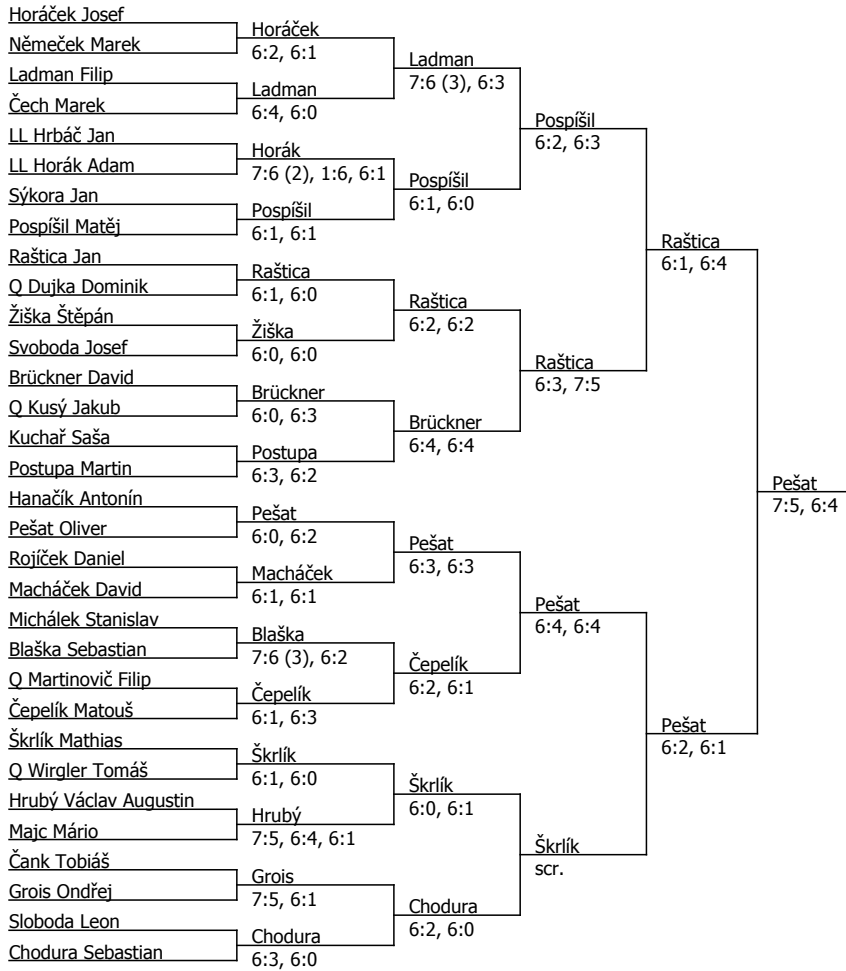 Horáček Josef
Němeček Marek
Ladman Filip
Čech Marek
LL Hrbáč Jan
LL Horák Adam
Sýkora Jan
Pospíšil Matěj
Raštica Jan
Q Dujka Dominik
Žiška Štěpán
Svoboda Josef
Brückner David
Q Kusý Jakub
Kuchař Saša
Postupa Martin
Hanačík Antonín
Pešat Oliver
Rojíček Daniel
Macháček David
Michálek Stanislav
Blaška Sebastian
Q Martinovič Filip
Čepelík Matouš
Škrlík Mathias
Q Wirgler Tomáš
Hrubý Václav Augustin
Majc Mário
Čank Tobiáš
Grois Ondřej
Sloboda Leon
Chodura Sebastian
Horáček
6:2, 6:1
Ladman
6:4, 6:0
Horák
7:6 (2), 1:6, 6:1
Pospíšil
6:1, 6:1
Raštica
6:1, 6:0
Žiška
6:0, 6:0
Brückner
6:0, 6:3
Postupa
6:3, 6:2
Pešat
6:0, 6:2
Macháček
6:1, 6:1
Blaška
7:6 (3), 6:2
Čepelík
6:1, 6:3
Škrlík
6:1, 6:0
Hrubý
7:5, 6:4, 6:1
Grois
7:5, 6:1
Chodura
6:3, 6:0
Ladman
7:6 (3), 6:3
Pospíšil
6:1, 6:0
Raštica
6:2, 6:2
Brückner
6:4, 6:4
Pešat
6:3, 6:3
Čepelík
6:2, 6:1
Škrlík
6:0, 6:1
Chodura
6:2, 6:0
Pospíšil
6:2, 6:3
Raštica
6:3, 7:5
Pešat
6:4, 6:4
Škrlík
scr.
Raštica
6:1, 6:4
Pešat
6:2, 6:1
Pešat
7:5, 6:4